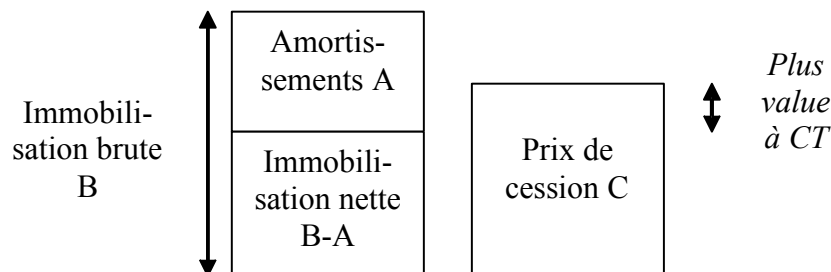 Immobili-
sation brute
B
Amortis-
sements A
Immobili-
sation nette
B-A
Prix de
cession C
Plus
value
à CT